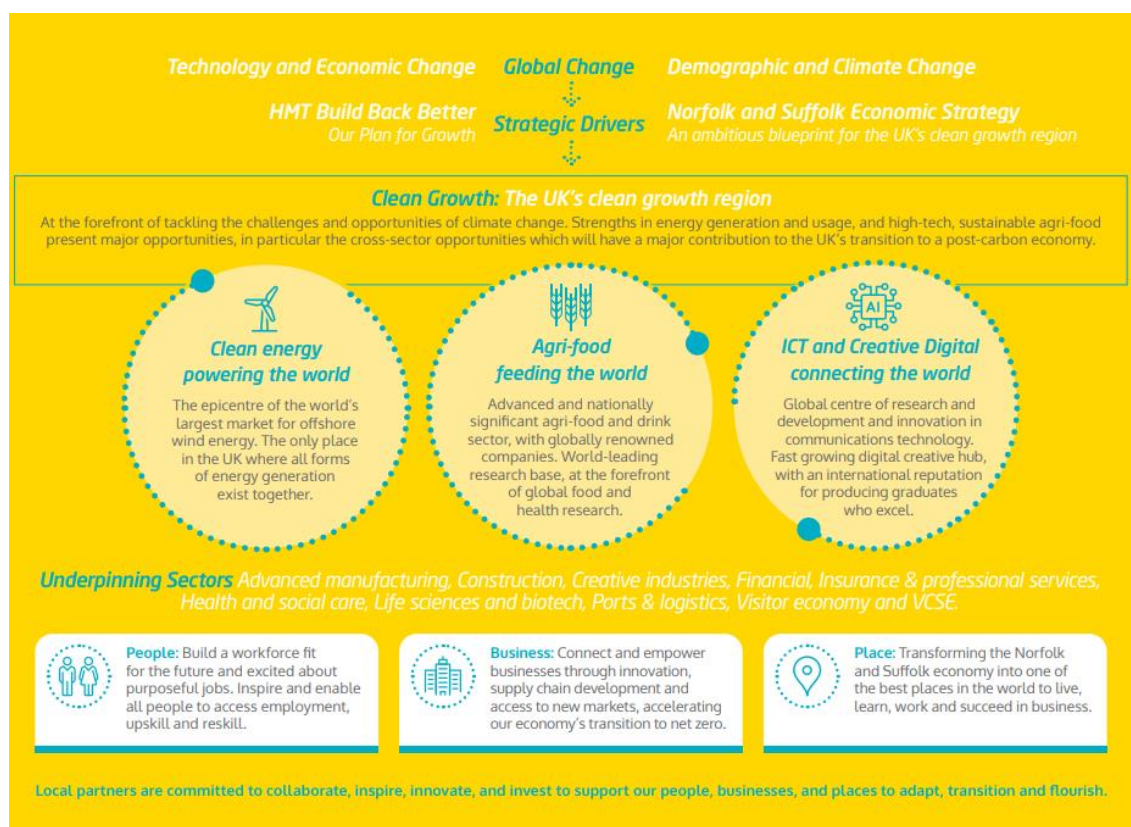 Technology and Economic Change Global Change Demographic and Climate Change
HMT Build Back Better
Our Plan for Growth
Strategic Drivers
Norfolk and Suffolk Economic Strategy
An ambitious blueprint for the UK's clean growth region
Clean Growth: The UK's clean growth region
At the forefront of tackling the challenges and opportunities of climate change. Strengths in energy generation and usage, and high-tech, sustainable agri-food
present major opportunities, in particular the cross-sector opportunities which will have a major contribution to the UK's transition to a post-carbon economy.
Clean energy
powering the world
The epicentre of the world's
largest market for offshore
wind energy. The only place
in the UK where all forms
of energy generation
exist together.
Agri-food
feeding the world
Advanced and nationally
significant agri-food and drink
sector, with globally renowned
companies. World-leading
research base, at the forefront
of global food and
health research.
AI
ICT and Creative Digital
connecting the world
Global centre of research and
development and innovation in
communications technology.
Fast growing digital creative hub,
with an international reputation
for producing graduates
who excel.
Underpinning Sectors Advanced manufacturing, Construction, Creative industries, Financial, Insurance & professional services,
Health and social care, Life sciences and biotech, Ports & logistics, Visitor economy and VCSE.
People: Build a workforce fit
for the future and excited about
purposeful jobs. Inspire and enable
all people to access employment,
upskill and reskill.
Business: Connect and empower
businesses through innovation,
supply chain development and
access to new markets, accelerating
our economy's transition to net zero.
Place: Transforming the Norfolk
and Suffolk economy into one of
the best places in the world to live,
learn, work and succeed in business.
Local partners are committed to collaborate, inspire, innovate, and invest to support our people, businesses, and places to adapt, transition and flourish.